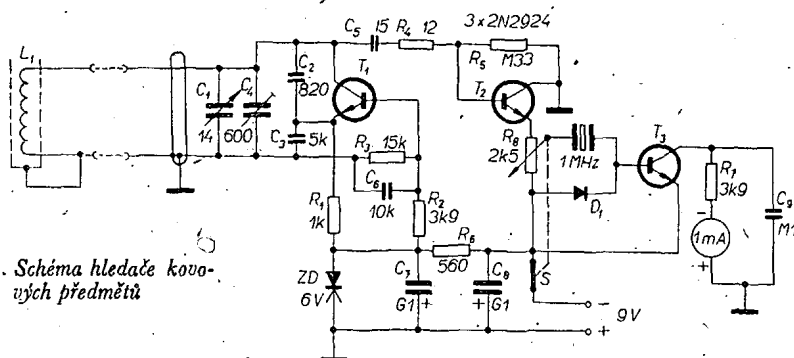 3 x 2N2924
L₁
C₁
14
C₄
600
C₂
820
C₃
5k
C₅
15
R₄
12
T₁
R₃
15k
C₆
10k
R₁
1k
R₂
3k9
R₅
M33
T₂
R₈
2k5
1 MHz
D₁
T₃
R₇
3k9
C₉
M1
1mA
−
+
R₆
560
ZD
6V
C₇
G1
+
C₈
G1
+
S
−
9V
+
. Schéma hledače kovo-
vých předmětů